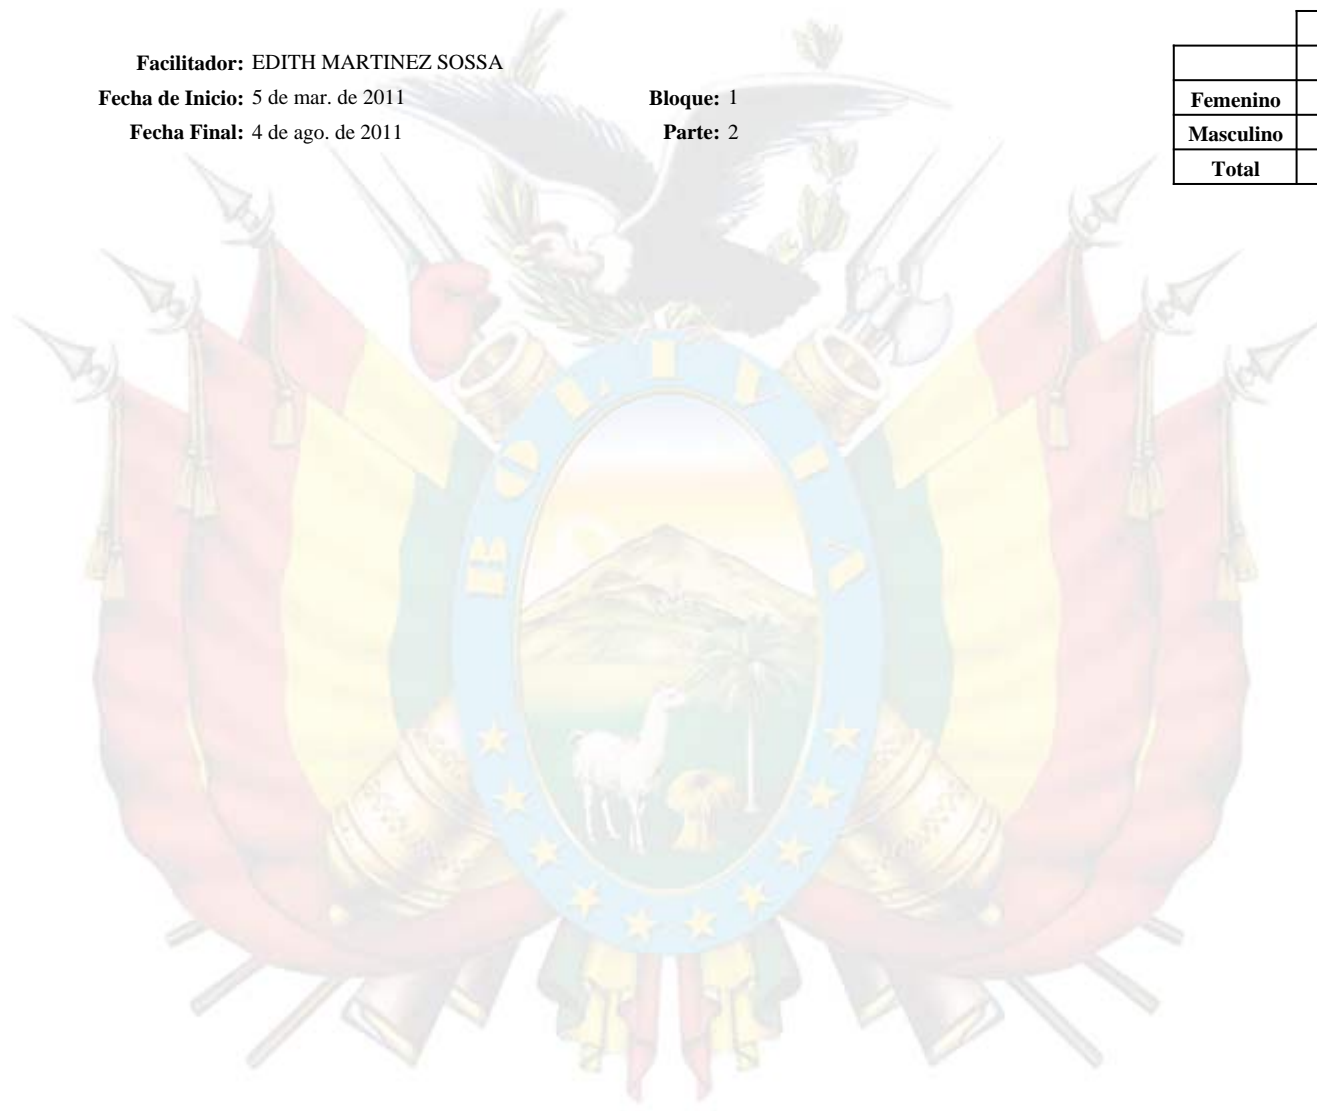 Facilitador: EDITH MARTINEZ SOSSA
Fecha de Inicio: 5 de mar. de 2011 Bloque: 1
Fecha Final: 4 de ago. de 2011 Parte: 2
Femenino
Masculino
Total
BOLIVIA